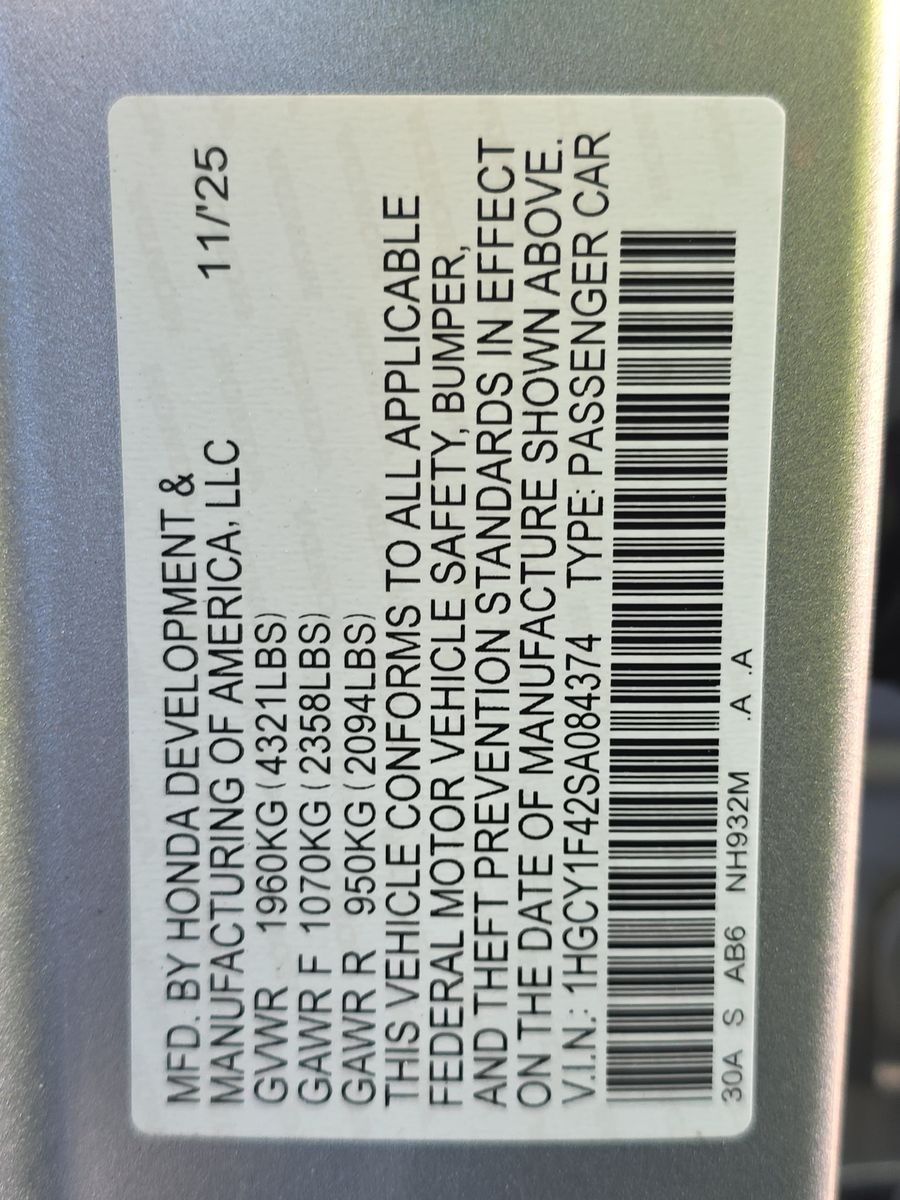 MFD. BY HONDA DEVELOPMENT &
MANUFACTURING OF AMERICA, LLC 11/'25
GVWR 1960KG (4321LBS)
GAWR F 1070KG (2358LBS)
GAWR R 950KG (2094LBS)
THIS VEHICLE CONFORMS TO ALL APPLICABLE
FEDERAL MOTOR VEHICLE SAFETY, BUMPER,
AND THEFT PREVENTION STANDARDS IN EFFECT
ON THE DATE OF MANUFACTURE SHOWN ABOVE.
V.I.N.: 1HGCY1F42SA084374 TYPE: PASSENGER CAR
30A S AB6 NH932M .A .A